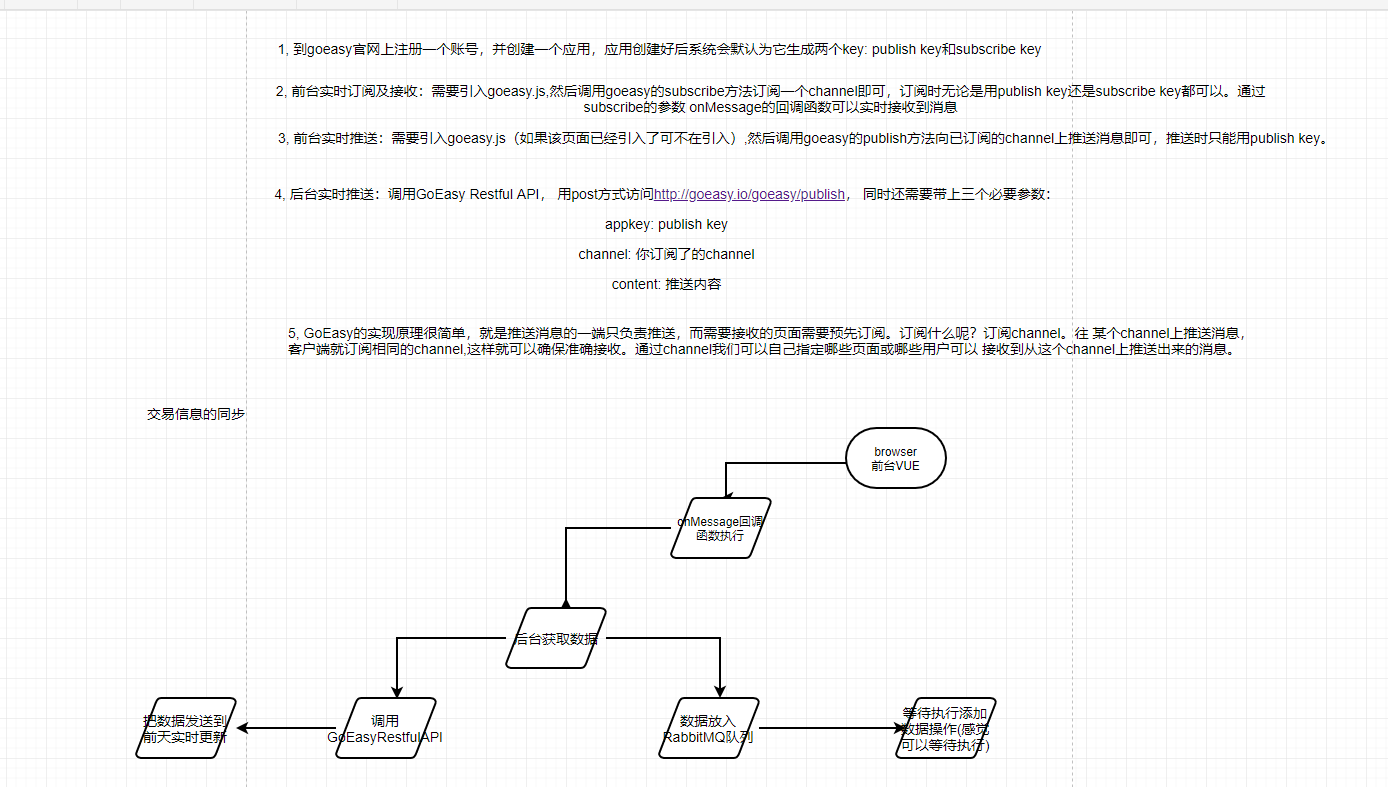 1, 到goeasy官网上注册一个账号，并创建一个应用，应用创建好后系统会默认为它生成两个key: publish key和subscribe key
2, 前台实时订阅及接收：需要引入goeasy.js,然后调用goeasy的subscribe方法订阅一个channel即可，订阅时无论是用publish key还是subscribe key都可以。通过
subscribe的参数 onMessage的回调函数可以实时接收到消息
3, 前台实时推送：需要引入goeasy.js（如果该页面已经引入了可不在引入）,然后调用goeasy的publish方法向已订阅的channel上推送消息即可，推送时只能用publish key。
4, 后台实时推送：调用GoEasy Restful API， 用post方式访问http://goeasy.io/goeasy/publish， 同时还需要带上三个必要参数：
appkey: publish key
channel: 你订阅了的channel
content: 推送内容
5, GoEasy的实现原理很简单，就是推送消息的一端只负责推送，而需要接收的页面需要预先订阅。订阅什么呢？订阅channel。往 某个channel上推送消息，
客户端就订阅相同的channel,这样就可以确保准确接收。通过channel我们可以自己指定哪些页面或哪些用户可以 接收到从这个channel上推送出来的消息。
交易信息的同步
browser
前台VUE
onMessage回调
函数执行
后台获取数据
把数据发送到
前天实时更新
调用
GoEasyRestfulAPI
数据放入
RabbitMQ队列
等待执行添加
数据操作(感觉
可以等待执行)